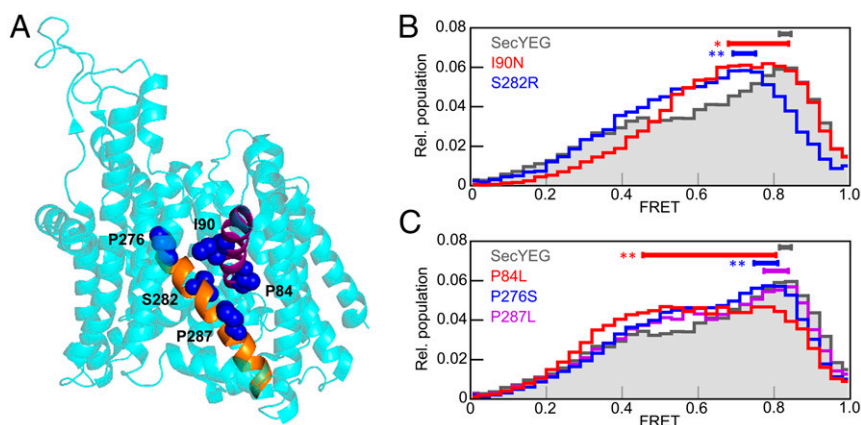 A
I90
P276
S282
P84
P287
B
0.08
0.06
0.04
0.02
0
Rel. population
SecYEG
I90N
S282R
*
**
0 0.2 0.4 0.6 0.8 1.0
FRET
C
0.08
0.06
0.04
0.02
0
Rel. population
SecYEG
P84L
P276S
P287L
**
**
0 0.2 0.4 0.6 0.8 1.0
FRET